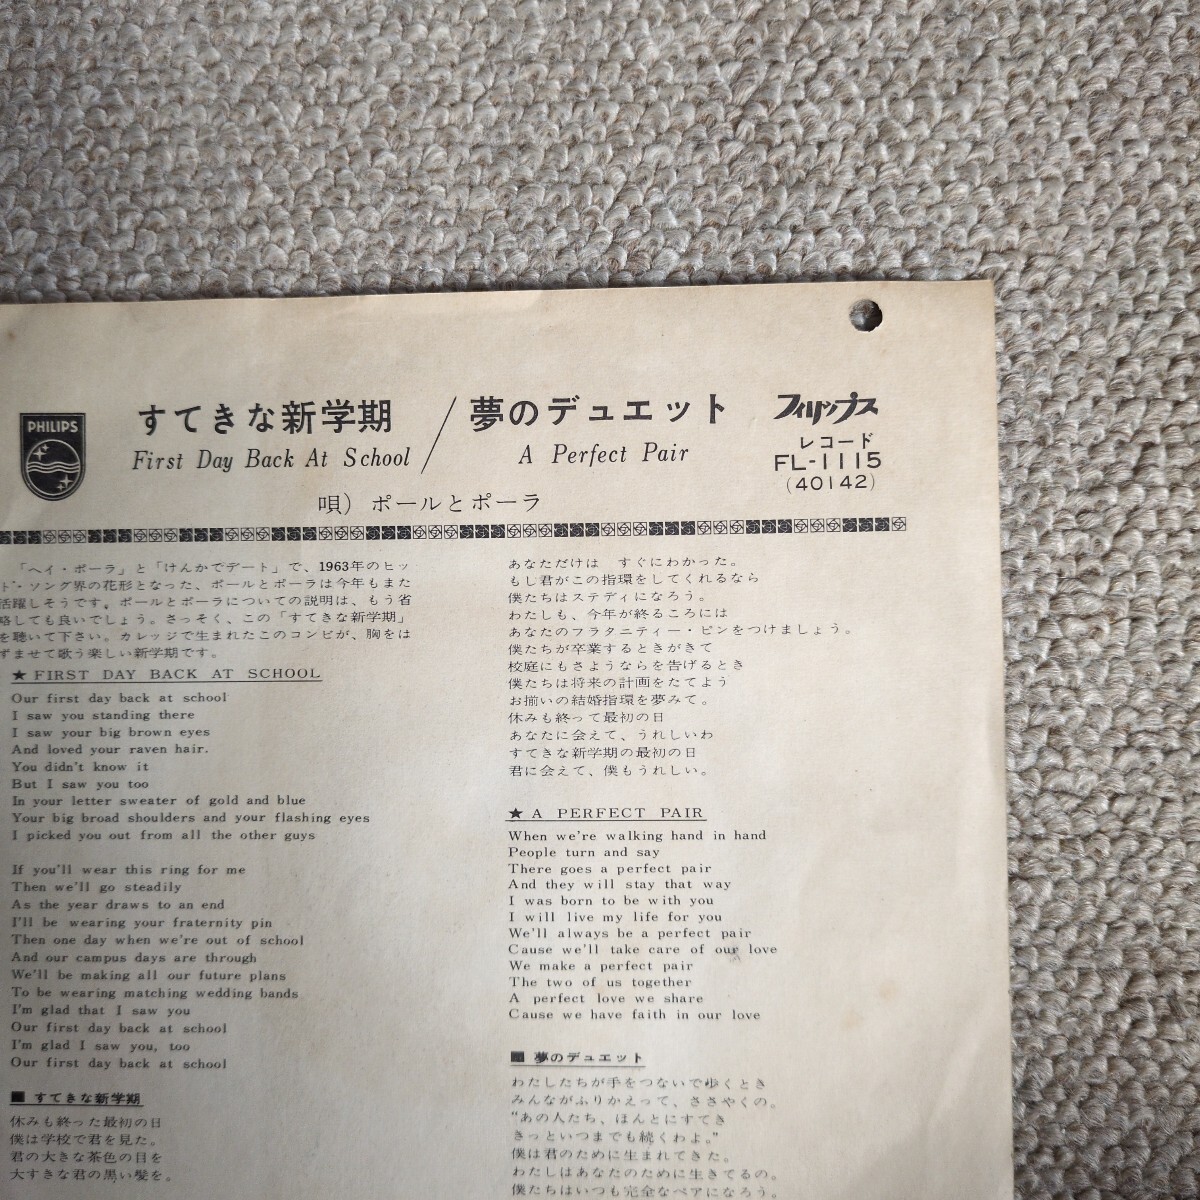 PHILIPS
すてきな新学期 / 夢のデュエット
First Day Back At School / A Perfect Pair
フィリップス
レコード
FL-1115
(40142)
唄) ポールとポーラ
「ヘイ・ポーラ」と「けんかでデート」で、1963年のヒッ
ト・ソング界の花形となった、ポールとポーラは今年もまた
活躍しそうです。ポールとポーラについての説明は、もう省
略しても良いでしょう。さっそく、この「すてきな新学期」
を聴いて下さい。カレッジで生まれたこのコンビが、胸をは
ずませて歌う楽しい新学期です。
★ FIRST DAY BACK AT SCHOOL
Our first day back at school
I saw you standing there
I saw your big brown eyes
And loved your raven hair.
You didn't know it
But I saw you too
In your letter sweater of gold and blue
Your big broad shoulders and your flashing eyes
I picked you out from all the other guys
If you'll wear this ring for me
Then we'll go steadily
As the year draws to an end
I'll be wearing your fraternity pin
Then one day when we're out of school
And our campus days are through
We'll be making all our future plans
To be wearing matching wedding bands
I'm glad that I saw you
Our first day back at school
I'm glad I saw you, too
Our first day back at school
■ すてきな新学期
休みも終った最初の日
僕は学校で君を見た。
君の大きな茶色の目を
大すきな君の黒い髪を。
あなただけは すぐにわかった。
もし君がこの指環をしてくれるなら
僕たちはステディになろう。
わたしも、今年が終るころには
あなたのフラタニティー・ピンをつけましょう。
僕たちが卒業するときがきて
校庭にもさようならを告げるとき
僕たちは将来の計画をたてよう
お揃いの結婚指環を夢みて。
休みも終って最初の日
あなたに会えて、うれしいわ
すてきな新学期の最初の日
君に会えて、僕もうれしい。
★ A PERFECT PAIR
When we're walking hand in hand
People turn and say
There goes a perfect pair
And they will stay that way
I was born to be with you
I will live my life for you
We'll always be a perfect pair
Cause we'll take care of our love
We make a perfect pair
The two of us together
A perfect love we share
Cause we have faith in our love
■ 夢のデュエット
わたしたちが手をつないで歩くとき
みんながふりかえって、ささやくの。
“あの人たち、ほんとにすてき
きっといつまでも続くわよ。”
僕は君のために生まれてきた。
わたしはあなたのために生きてるの。
僕たちはいつも完全なペアになろう。